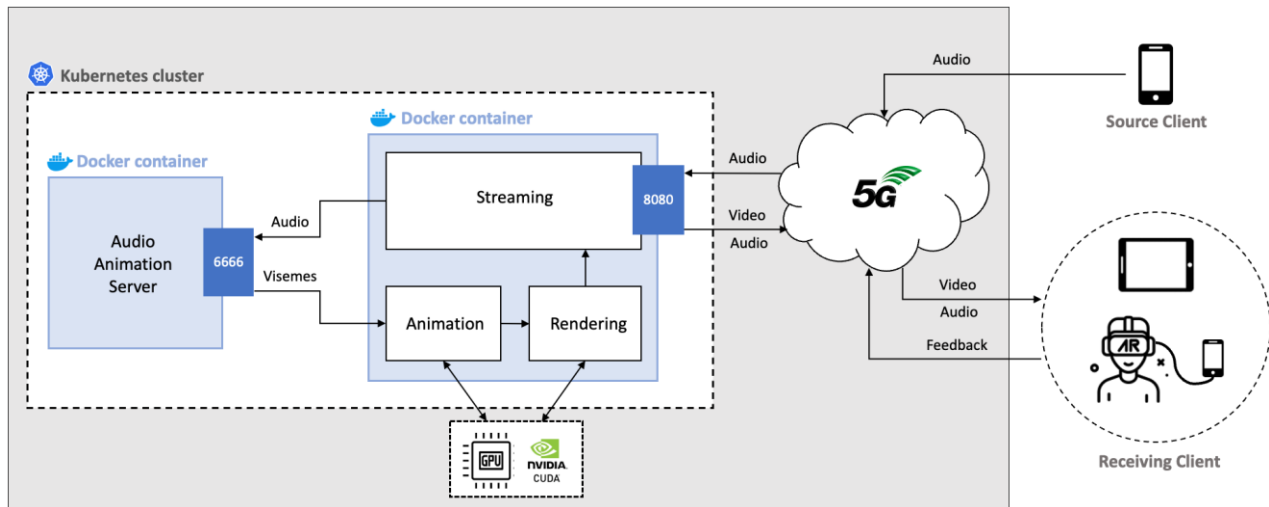 Kubernetes cluster
Docker container
Docker container
Audio
Animation
Server
6666
Audio
Visemes
Streaming
8080
Animation
Rendering
GPU
NVIDIA.
CUDA
Audio
Video
Audio
5G
Audio
Source Client
Video
Audio
Feedback
AR
Receiving Client